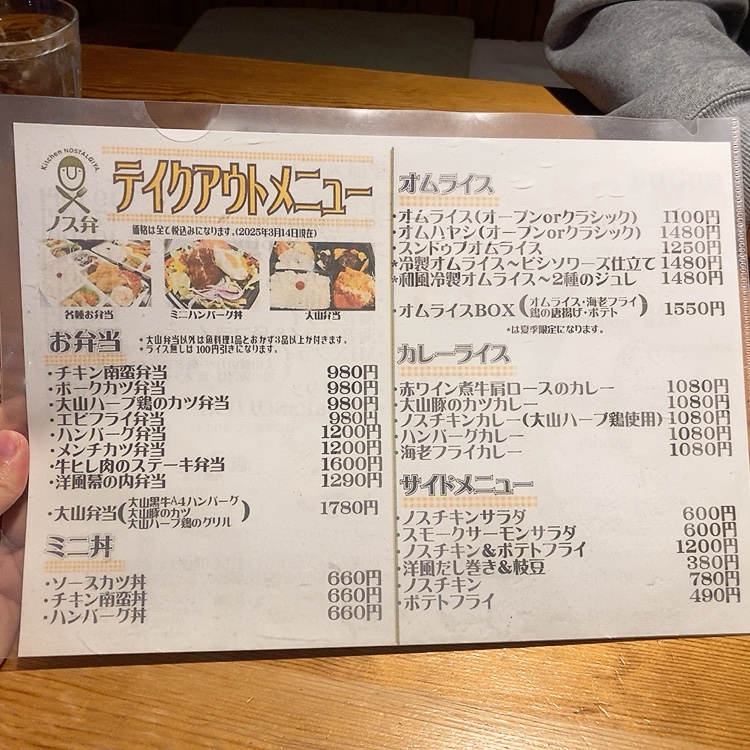 Kitchen NOSTALGIYA
ノス弁
テイクアウトメニュー
価格は全て税込みになります。(2025年3月14日現在)
各種お弁当
ミニハンバーグ丼
大山弁当
お弁当
・大山弁当以外は魚料理1品とおかず3品以上が付きます。
・ライス無しは100円引きになります。
・チキン南蛮弁当 980円
・ポークカツ弁当 980円
・大山ハーブ鶏のカツ弁当 980円
・エビフライ弁当 980円
・ハンバーグ弁当 1200円
・メンチカツ弁当 1200円
・牛ヒレ肉のステーキ弁当 1600円
・洋風幕の内弁当 1290円
・大山弁当(大山黒牛A4ハンバーグ
大山豚のカツ
大山ハーブ鶏のグリル) 1780円
ミニ丼
・ソースカツ丼 660円
・チキン南蛮丼 660円
・ハンバーグ丼 660円
オムライス
・オムライス(オープンorクラシック) 1100円
・オムハヤシ(オープンorクラシック) 1480円
・スンドゥブオムライス 1250円
*冷製オムライス～ビシソワーズ仕立て 1480円
*和風冷製オムライス～2種のジュレ 1480円
・オムライスBOX(オムライス・海老フライ
鶏の唐揚げ・ポテト) 1550円
*は夏季限定になります。
カレーライス
・赤ワイン煮牛肩ロースのカレー 1080円
・大山豚のカツカレー 1080円
・ノスチキンカレー(大山ハーブ鶏使用) 1080円
・ハンバーグカレー 1080円
・海老フライカレー 1080円
サイドメニュー
・ノスチキンサラダ 600円
・スモークサーモンサラダ 600円
・ノスチキン&ポテトフライ 1200円
・洋風だし巻き&枝豆 380円
・ノスチキン 780円
・ポテトフライ 490円